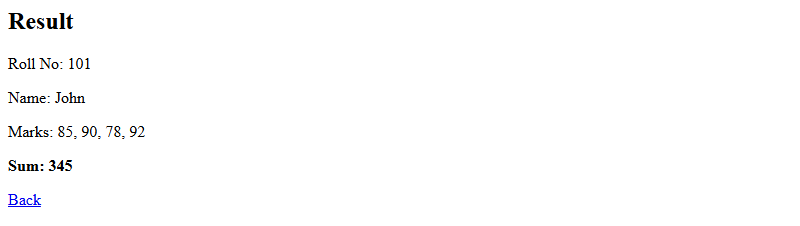 Result
Roll No: 101
Name: John
Marks: 85, 90, 78, 92
Sum: 345
Back